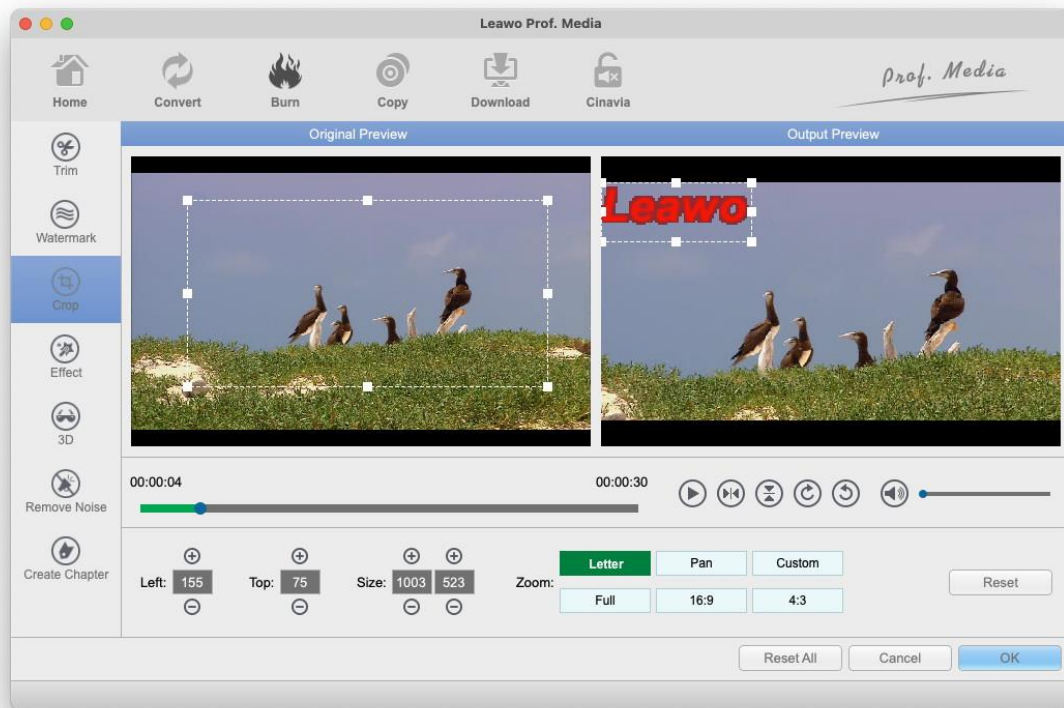 Leawo Prof. Media
Home Convert Burn Copy Download Cinavia
Prof. Media
Original Preview Output Preview
Trim
Watermark
Crop
Effect
3D
Remove Noise
Create Chapter
Leawo
00:00:04 00:00:30
Left: 155 Top: 75 Size: 1003 523 Zoom: Letter Pan Custom
Full 16:9 4:3
Reset
Reset All Cancel OK